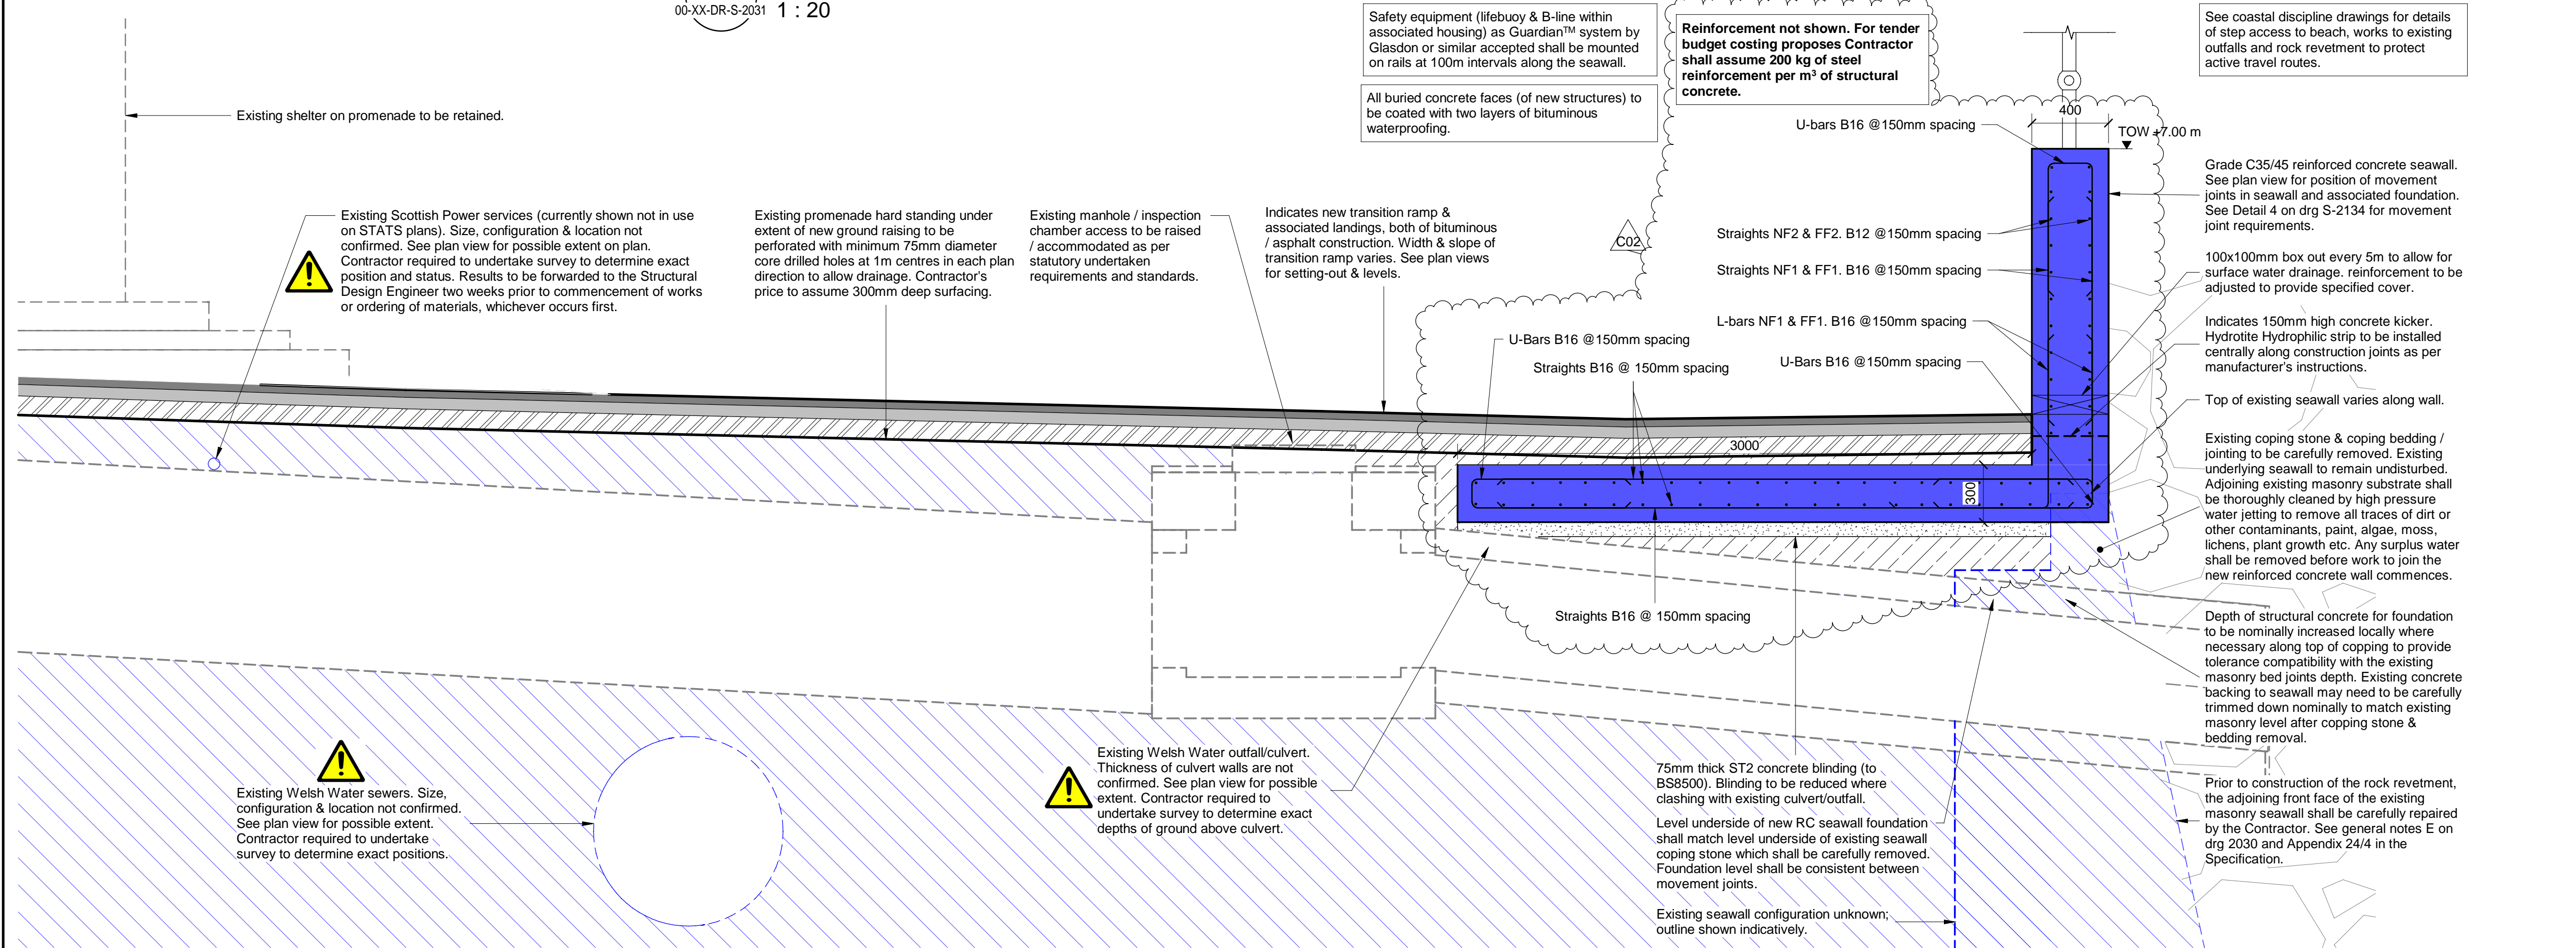 00-XX-DR-S-2031
1 : 20
Safety equipment (lifebuoy & B-line within
associated housing) as Guardian™ system by
Glasdon or similar accepted shall be mounted
on rails at 100m intervals along the seawall.
All buried concrete faces (of new structures) to
be coated with two layers of bituminous
waterproofing.
Reinforcement not shown. For tender
budget costing proposes Contractor
shall assume 200 kg of steel
reinforcement per m³ of structural
concrete.
See coastal discipline drawings for details
of step access to beach, works to existing
outfalls and rock revetment to protect
active travel routes.
Existing shelter on promenade to be retained.
Existing Scottish Power services (currently shown not in use
on STATS plans). Size, configuration & location not
confirmed. See plan view for possible extent on plan.
Contractor required to undertake survey to determine exact
position and status. Results to be forwarded to the Structural
Design Engineer two weeks prior to commencement of works
or ordering of materials, whichever occurs first.
Existing promenade hard standing under
extent of new ground raising to be
perforated with minimum 75mm diameter
core drilled holes at 1m centres in each plan
direction to allow drainage. Contractor's
price to assume 300mm deep surfacing.
Existing manhole / inspection
chamber access to be raised
/ accommodated as per
statutory undertaken
requirements and standards.
Indicates new transition ramp &
associated landings, both of bituminous
/ asphalt construction. Width & slope of
transition ramp varies. See plan views
for setting-out & levels.
C02
400
TOW +7.00 m
U-bars B16 @150mm spacing
Straights NF2 & FF2. B12 @150mm spacing
Straights NF1 & FF1. B16 @150mm spacing
L-bars NF1 & FF1. B16 @150mm spacing
U-Bars B16 @150mm spacing
U-Bars B16 @150mm spacing
Straights B16 @ 150mm spacing
3000
300
Straights B16 @ 150mm spacing
Grade C35/45 reinforced concrete seawall.
See plan view for position of movement
joints in seawall and associated foundation.
See Detail 4 on drg S-2134 for movement
joint requirements.
100x100mm box out every 5m to allow for
surface water drainage. reinforcement to be
adjusted to provide specified cover.
Indicates 150mm high concrete kicker.
Hydrotite Hydrophilic strip to be installed
centrally along construction joints as per
manufacturer's instructions.
Top of existing seawall varies along wall.
Existing coping stone & coping bedding /
jointing to be carefully removed. Existing
underlying seawall to remain undisturbed.
Adjoining existing masonry substrate shall
be thoroughly cleaned by high pressure
water jetting to remove all traces of dirt or
other contaminants, paint, algae, moss,
lichens, plant growth etc. Any surplus water
shall be removed before work to join the
new reinforced concrete wall commences.
Depth of structural concrete for foundation
to be nominally increased locally where
necessary along top of copping to provide
tolerance compatibility with the existing
masonry bed joints depth. Existing concrete
backing to seawall may need to be carefully
trimmed down nominally to match existing
masonry level after copping stone &
bedding removal.
Prior to construction of the rock revetment,
the adjoining front face of the existing
masonry seawall shall be carefully repaired
by the Contractor. See general notes E on
drg 2030 and Appendix 24/4 in the
Specification.
Existing Welsh Water sewers. Size,
configuration & location not confirmed.
See plan view for possible extent.
Contractor required to undertake
survey to determine exact positions.
Existing Welsh Water outfall/culvert.
Thickness of culvert walls are not
confirmed. See plan view for possible
extent. Contractor required to
undertake survey to determine exact
depths of ground above culvert.
75mm thick ST2 concrete blinding (to
BS8500). Blinding to be reduced where
clashing with existing culvert/outfall.
Level underside of new RC seawall foundation
shall match level underside of existing seawall
coping stone which shall be carefully removed.
Foundation level shall be consistent between
movement joints.
Existing seawall configuration unknown;
outline shown indicatively.